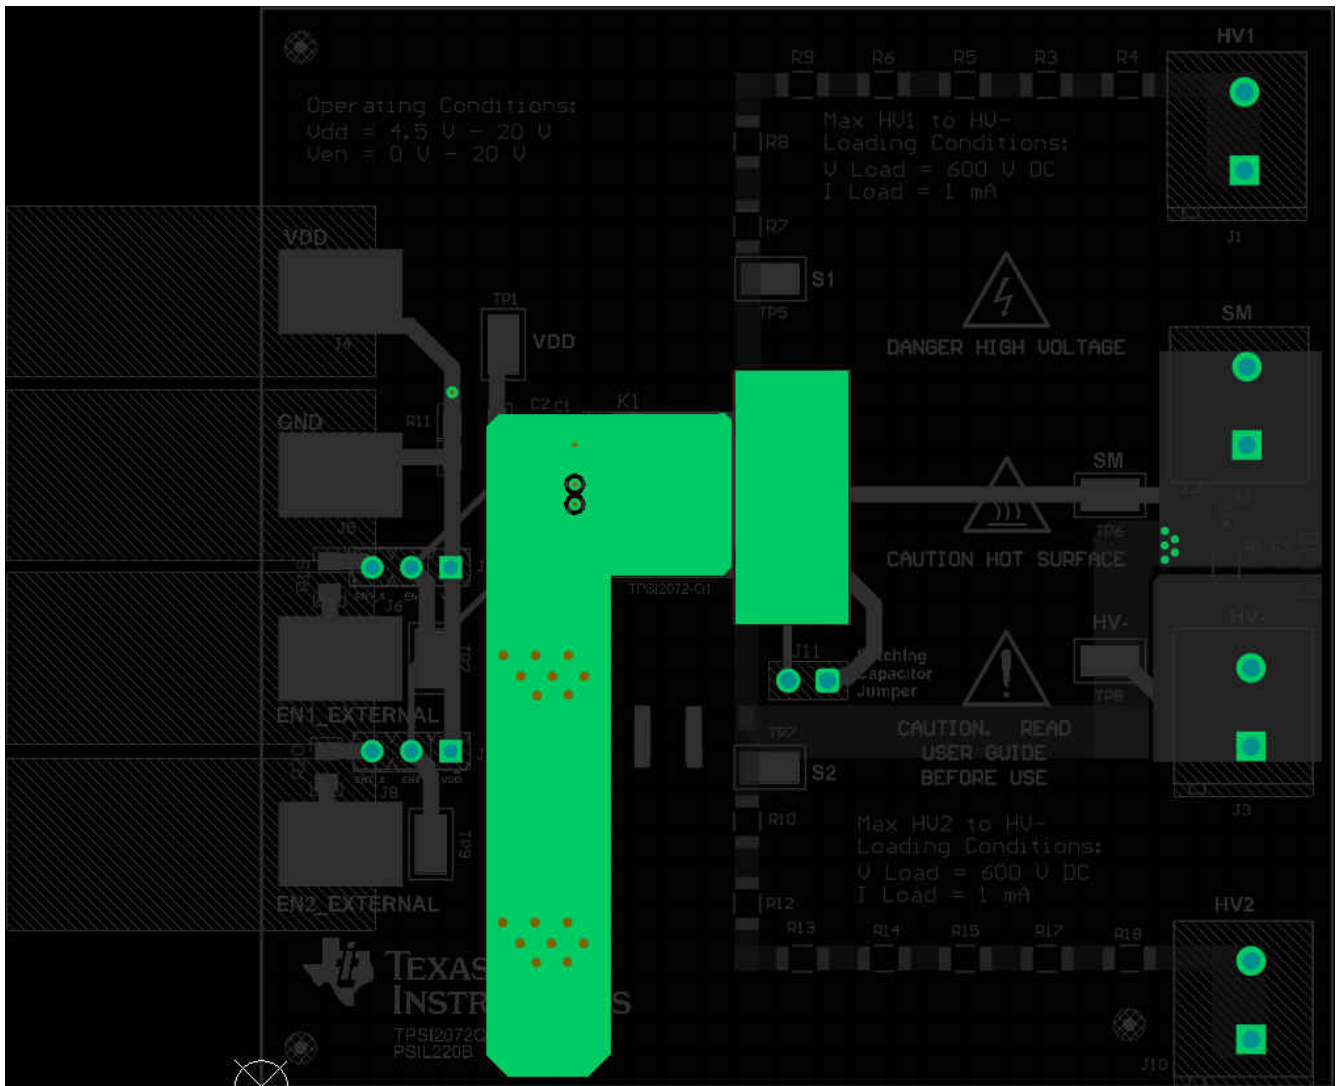 HV1
R9 R6 R5 R3 R4
Operating Conditions:
Vdd = 4.5 V - 20 V
Ven = 0 V - 20 V
Max HV1 to HV-
Loading Conditions:
V Load = 600 V DC
I Load = 1 mA
R8
R7
J1
VDD
S1
TP5
TP1
VDD
J4
SM
DANGER HIGH VOLTAGE
C2 C1
K1
R11
GND
SM
TP6
CAUTION HOT SURFACE
TPSI2072-Q1
J6
TP2
HV-
HV-
TP8
J11
Capacitor
Jumper
EN1_EXTERNAL
CAUTION. READ
USER GUIDE
BEFORE USE
TP7
S2
R20
VDD
J8
J3
R10
TP9
Max HV2 to HV-
Loading Conditions:
V Load = 600 V DC
I Load = 1 mA
EN2_EXTERNAL
R12
HV2
R13 R14 R15 R17 R18
TEXAS
INSTR S
TPSI2072Q
PSIL220B
J10